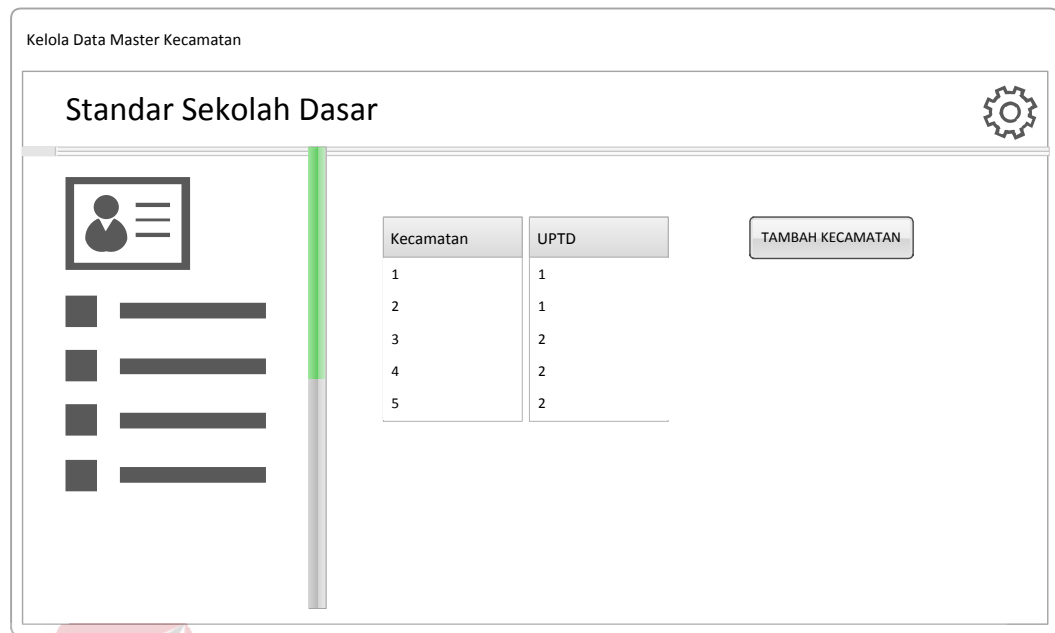 Kelola Data Master Kecamatan
Standar Sekolah Dasar
Kecamatan UPTD TAMBAH KECAMATAN
1 1
2 1
3 2
4 2
5 2